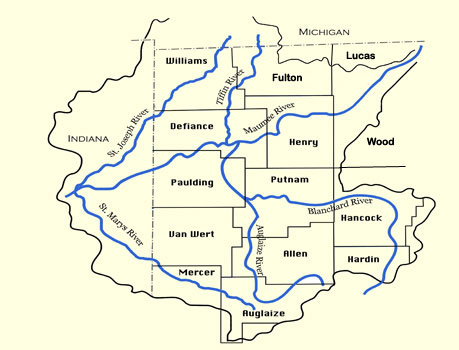 MICHIGAN
Williams
Lucas
Fulton
Tiffin River
Maumee River
St. Joseph River
Defiance
INDIANA
Henry
Wood
Paulding
Putnam
Blanchard River
Hancock
St. Marys River
Van Wert
Auglaize River
Allen
Hardin
Mercer
Auglaize